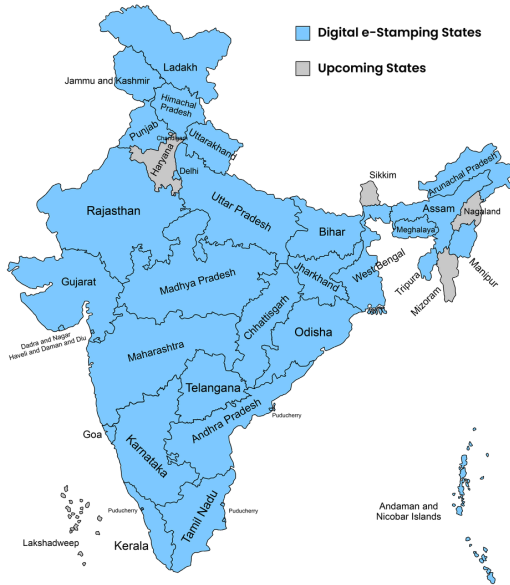 Digital e-Stamping States
Upcoming States
Ladakh
Jammu and Kashmir
Himachal
Pradesh
Punjab
Chandigarh
Uttarakhand
Haryana
Delhi
Sikkim
Arunachal Pradesh
Rajasthan
Uttar Pradesh
Assam
Nagaland
Bihar
Meghalaya
Gujarat
Madhya Pradesh
Jharkhand
West Bengal
Tripura
Manipur
Mizoram
Chhattisgarh
Odisha
Dadra and Nagar
Haveli and Daman and Diu
Maharashtra
Telangana
Andhra Pradesh
Puducherry
Goa
Karnataka
Puducherry
Puducherry
Tamil Nadu
Andaman and
Nicobar Islands
Lakshadweep
Kerala